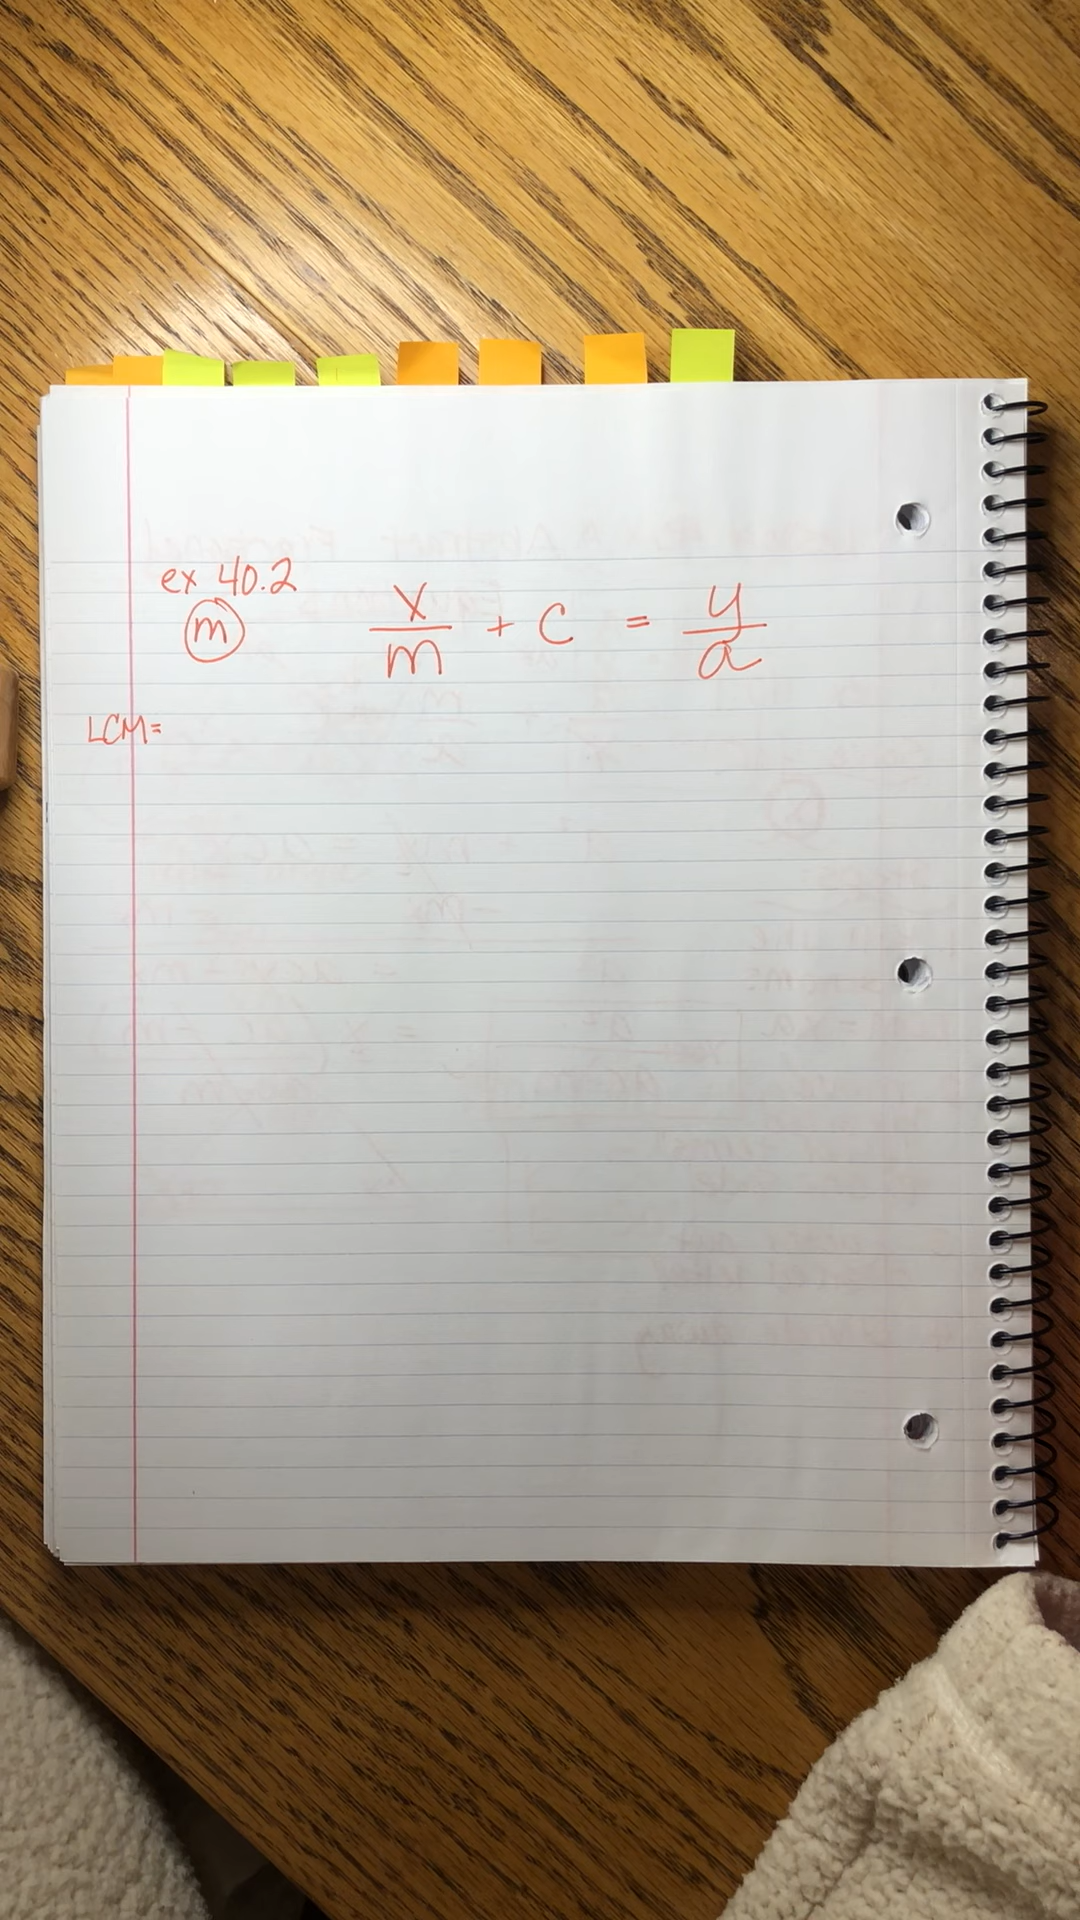 ex 40.2
m x/m + c = y/a
LCM=